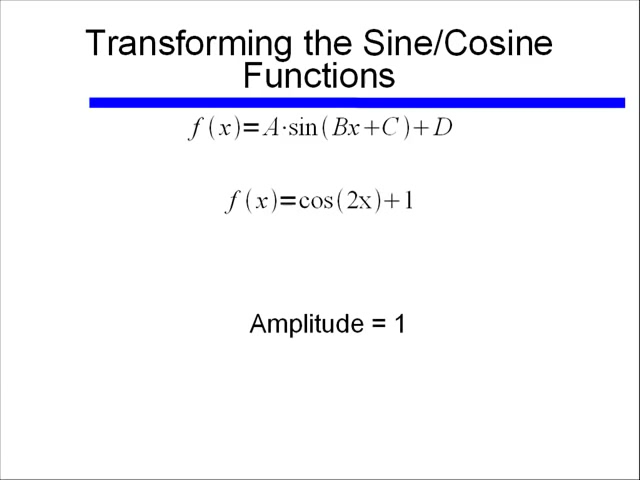 Transforming the Sine/Cosine
Functions
f(x)=A·sin(Bx+C)+D
f(x)=cos(2x)+1
Amplitude = 1